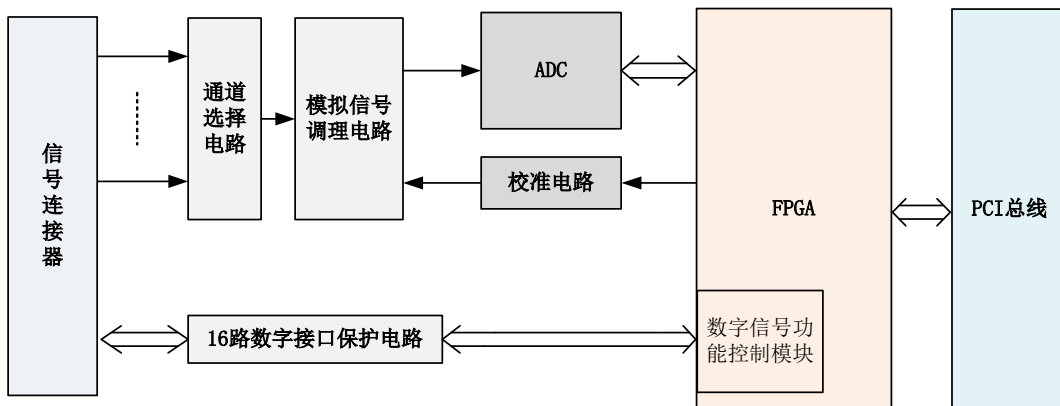 信
号
连
接
器
通道
选择
电路
模拟信号
调理电路
ADC
校准电路
FPGA
PCI总线
16路数字接口保护电路
数字信号功
能控制模块